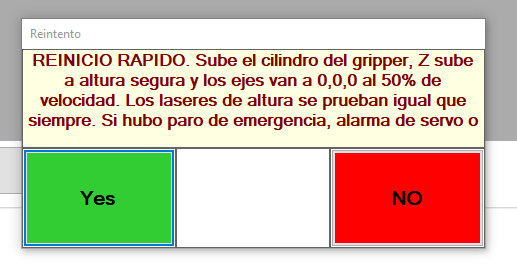 Reintento
REINICIO RAPIDO. Sube el cilindro del gripper, Z sube
a altura segura y los ejes van a 0,0,0 al 50% de
velocidad. Los laseres de altura se prueban igual que
siempre. Si hubo paro de emergencia, alarma de servo o
Yes
NO